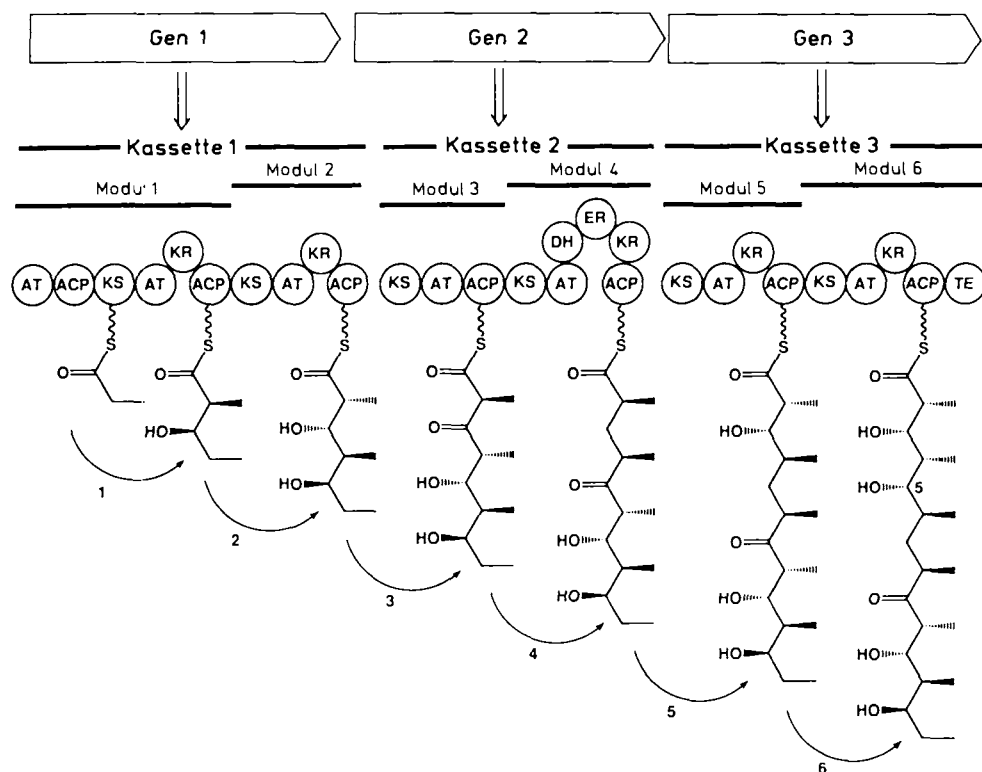 Gen 1 Gen 2 Gen 3
Kassette 1 Kassette 2 Kassette 3
Modul 1 Modul 2 Modul 3 Modul 4 Modul 5 Modul 6
ER
DH KR
KR KR KR KR
AT ACP KS AT ACP KS AT ACP KS AT ACP KS AT ACP KS AT ACP KS AT ACP TE
S S S S S S S
O O O O O O O
HO HO O HO HO
HO HO O HO 5
HO HO O O
HO HO HO
HO HO
1 2 3 4 5 6